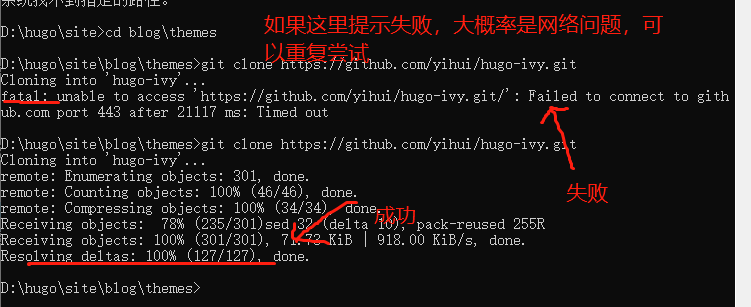 系统找不到指定的路径。
D:\hugo\site>cd blog\themes
如果这里提示失败，大概率是网络问题，可
以重复尝试
D:\hugo\site\blog\themes>git clone https://github.com/yihui/hugo-ivy.git
Cloning into 'hugo-ivy'...
fatal: unable to access 'https://github.com/yihui/hugo-ivy.git/': Failed to connect to gith
ub.com port 443 after 21117 ms: Timed out
D:\hugo\site\blog\themes>git clone https://github.com/yihui/hugo-ivy.git
Cloning into 'hugo-ivy'...
remote: Enumerating objects: 301, done.
remote: Counting objects: 100% (46/46), done.
remote: Compressing objects: 100% (34/34), done.
失败
成功
Receiving objects:  78% (235/301)sed 32 (delta 10), pack-reused 255R
Receiving objects: 100% (301/301), 71.73 KiB | 918.00 KiB/s, done.
Resolving deltas: 100% (127/127), done.
D:\hugo\site\blog\themes>